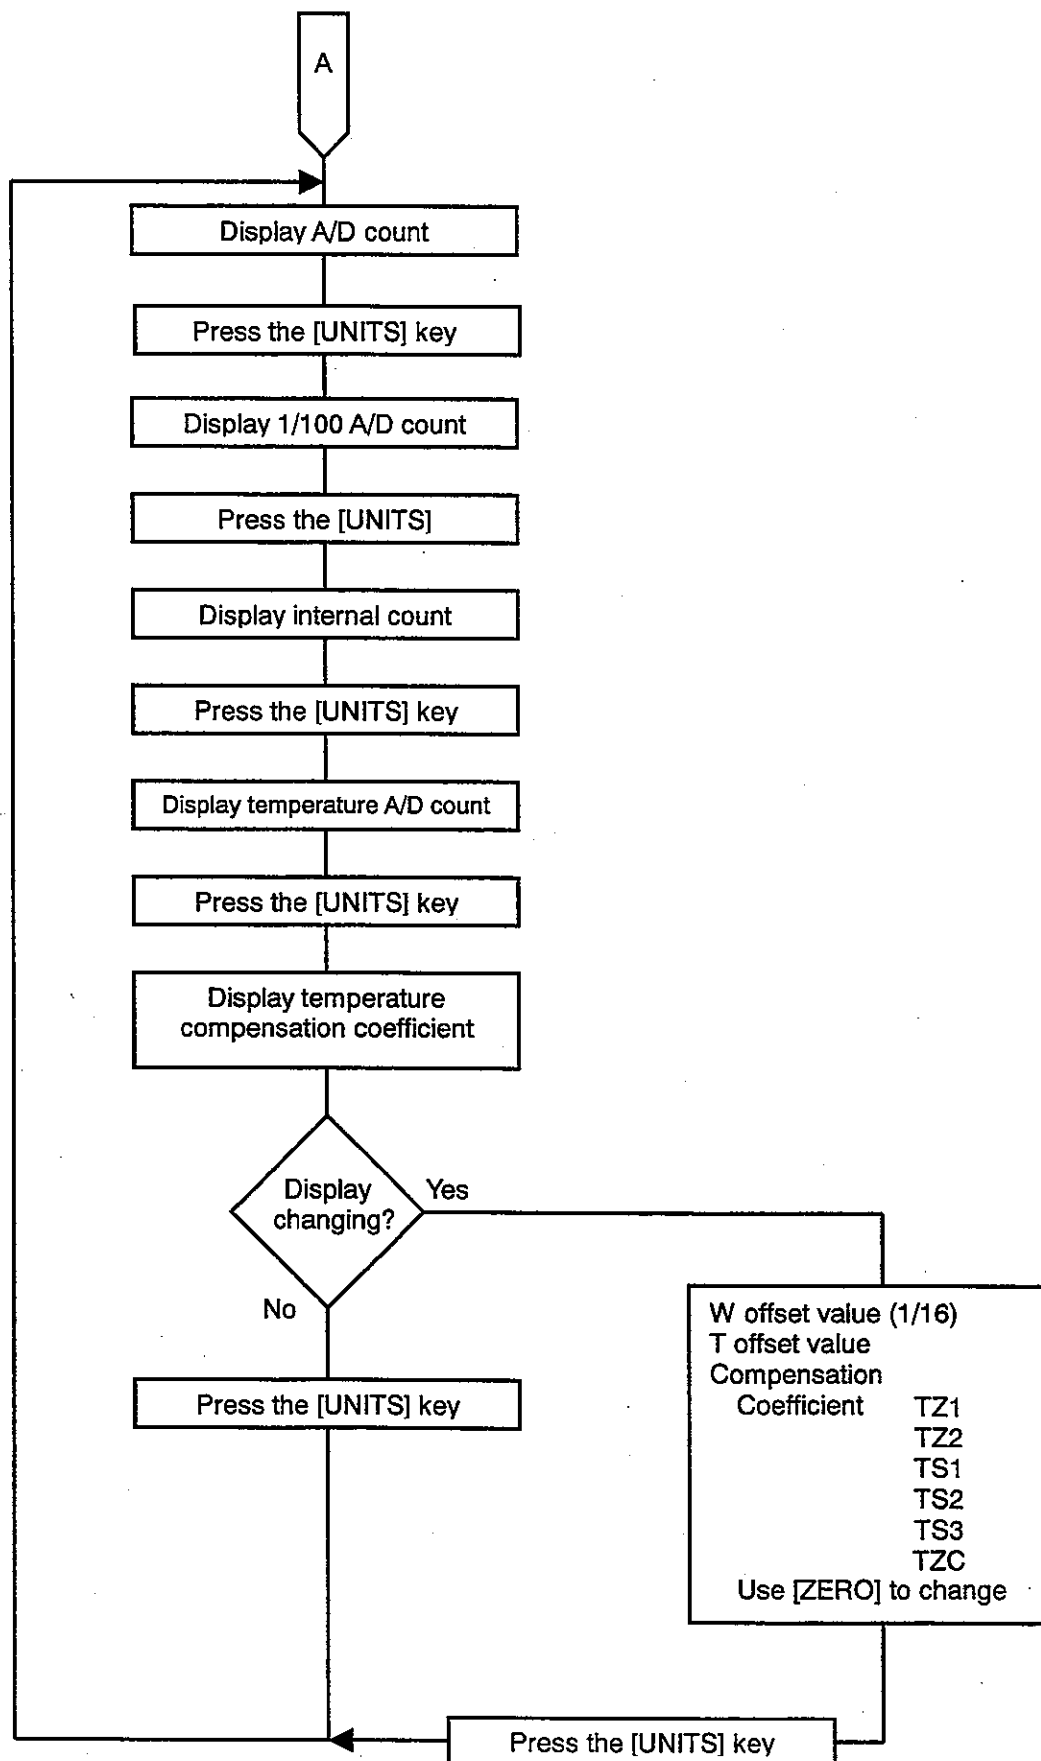 A
Display A/D count
Press the [UNITS] key
Display 1/100 A/D count
Press the [UNITS]
Display internal count
Press the [UNITS] key
Display temperature A/D count
Press the [UNITS] key
Display temperature
compensation coefficient
Display
changing?
Yes
No
W offset value (1/16)
T offset value
Compensation
Coefficient TZ1
TZ2
TS1
TS2
TS3
TZC
Use [ZERO] to change
Press the [UNITS] key
Press the [UNITS] key